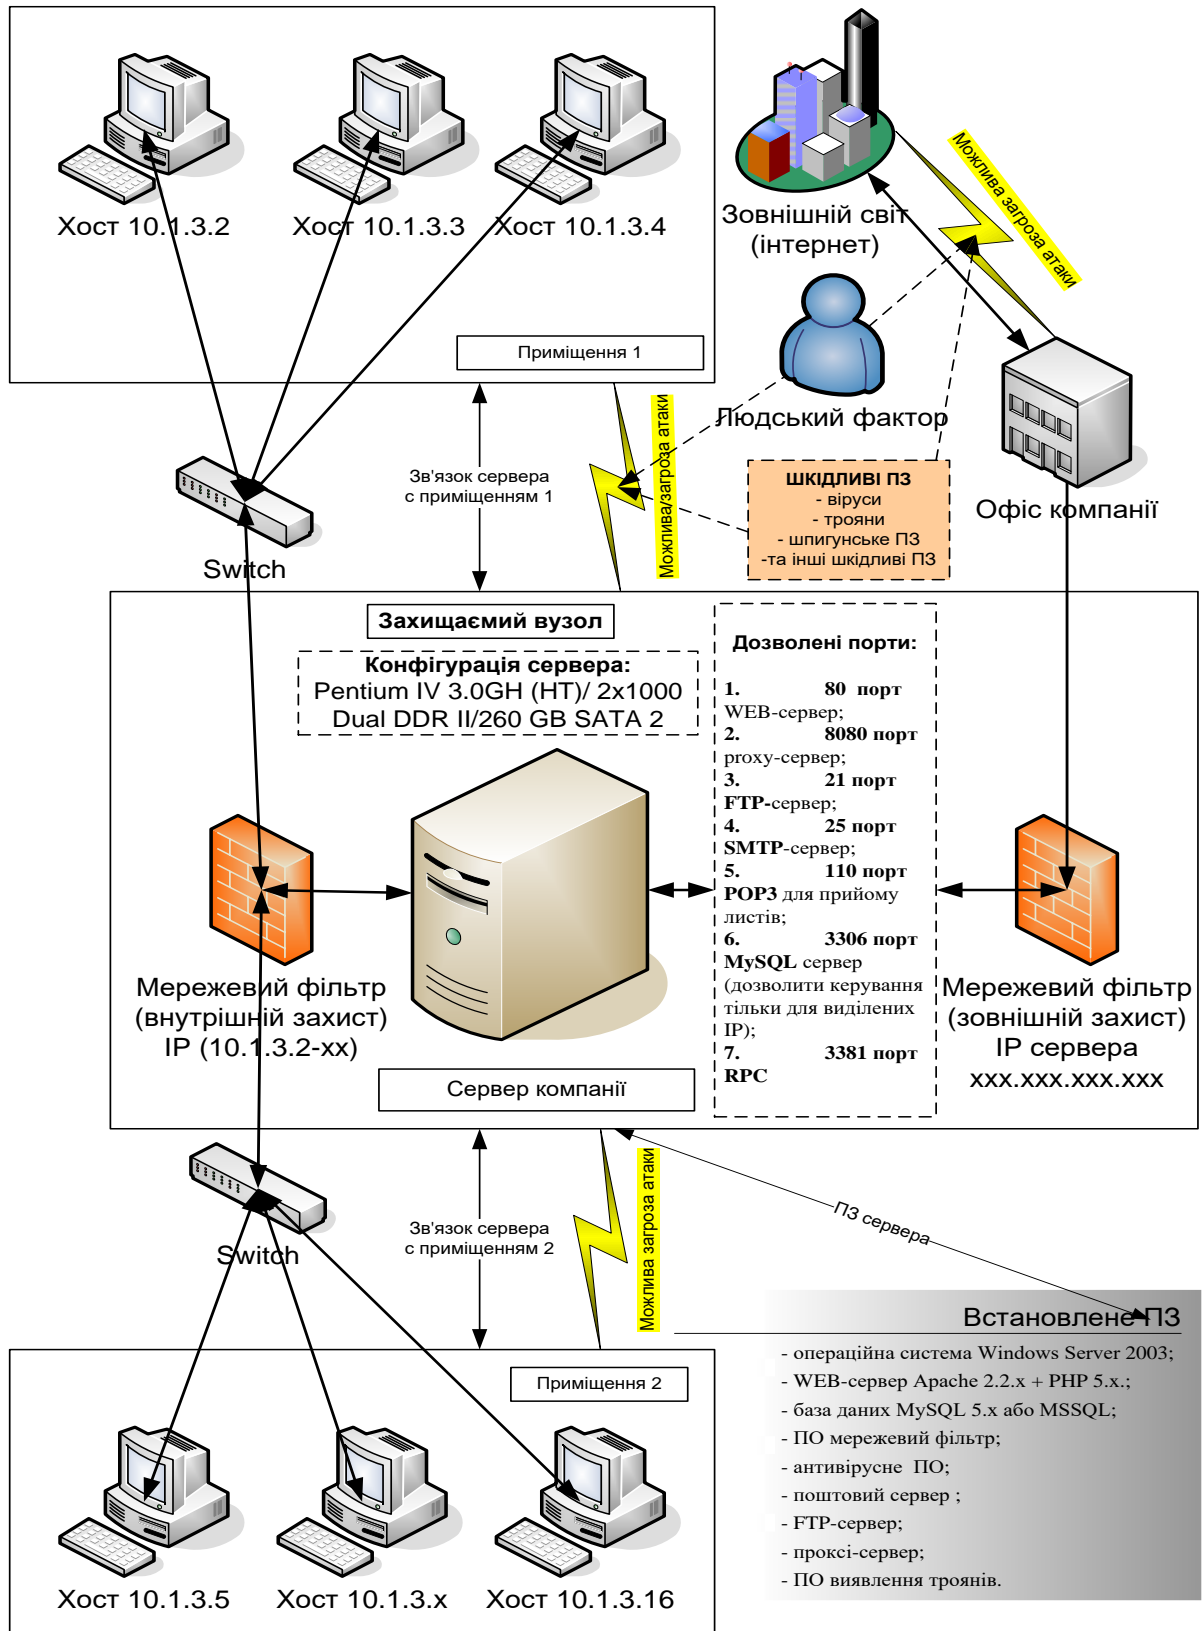 Хост 10.1.3.2
Хост 10.1.3.3
Хост 10.1.3.4
Приміщення 1
Зовнішній світ
(інтернет)
Можлива загроза атаки
Людський фактор
Офіс компанії
ШКІДЛИВІ ПЗ
- віруси
- трояни
- шпигунське ПЗ
-та інші шкідливі ПЗ
Switch
Зв'язок сервера
с приміщенням 1
Можлива/загроза атаки
Захищаємий вузол
Конфігурація сервера:
Pentium IV 3.0GH (HT)/ 2x1000
Dual DDR II/260 GB SATA 2
Дозволені порти:
1. 80 порт
WEB-сервер;
2. 8080 порт
proxy-сервер;
3. 21 порт
FTP-сервер;
4. 25 порт
SMTP-сервер;
5. 110 порт
POP3 для прийому
листів;
6. 3306 порт
MySQL сервер
(дозволити керування
тільки для виділених
IP);
7. 3381 порт
RPC
Мережевий фільтр
(внутрішній захист)
IP (10.1.3.2-xx)
Сервер компанії
Мережевий фільтр
(зовнішній захист)
IP сервера
xxx.xxx.xxx.xxx
Switch
Зв'язок сервера
с приміщенням 2
Можлива загроза атаки
ПЗ сервера
Встановлене ПЗ
- операційна система Windows Server 2003;
- WEB-сервер Apache 2.2.x + PHP 5.x.;
- база даних MySQL 5.x або MSSQL;
- ПО мережевий фільтр;
- антивірусне ПО;
- поштовий сервер ;
- FTP-сервер;
- проксі-сервер;
- ПО виявлення троянів.
Приміщення 2
Хост 10.1.3.5
Хост 10.1.3.x
Хост 10.1.3.16